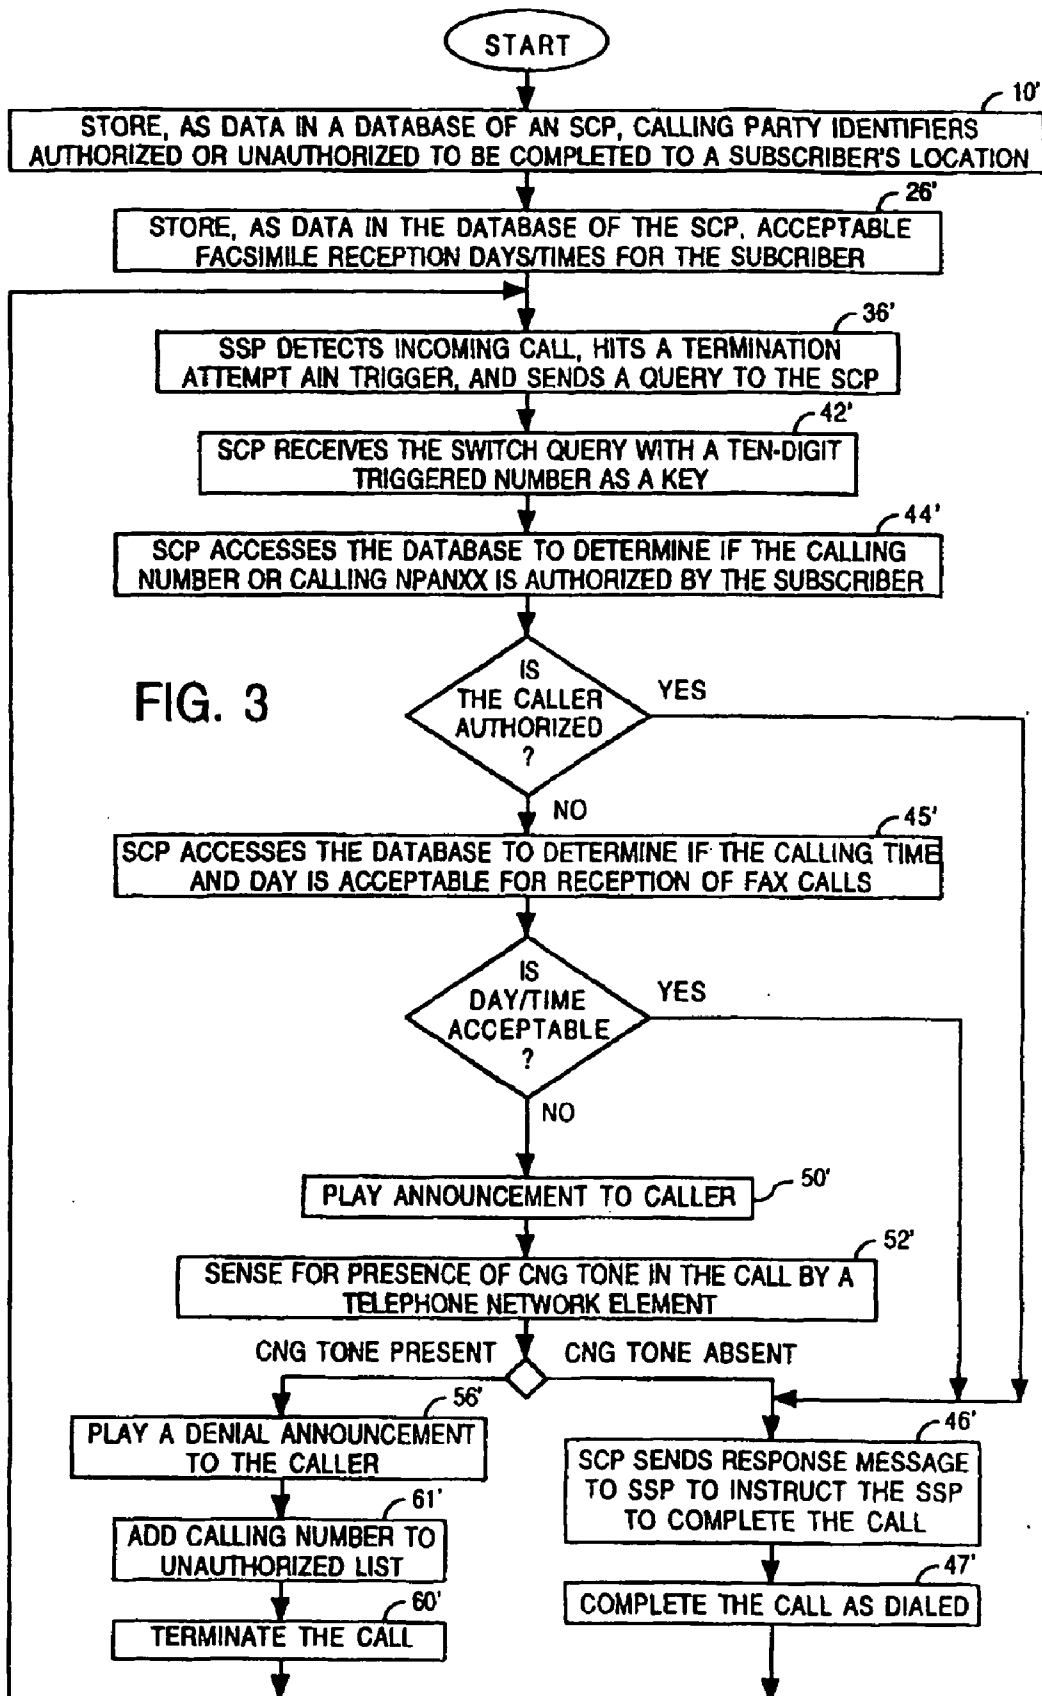 START
10'
STORE, AS DATA IN A DATABASE OF AN SCP, CALLING PARTY IDENTIFIERS
AUTHORIZED OR UNAUTHORIZED TO BE COMPLETED TO A SUBSCRIBER'S LOCATION
26'
STORE, AS DATA IN THE DATABASE OF THE SCP, ACCEPTABLE
FACSIMILE RECEPTION DAYS/TIMES FOR THE SUBCRIBER
36'
SSP DETECTS INCOMING CALL, HITS A TERMINATION
ATTEMPT AIN TRIGGER, AND SENDS A QUERY TO THE SCP
42'
SCP RECEIVES THE SWITCH QUERY WITH A TEN-DIGIT
TRIGGERED NUMBER AS A KEY
44'
SCP ACCESSES THE DATABASE TO DETERMINE IF THE CALLING
NUMBER OR CALLING NPANXX IS AUTHORIZED BY THE SUBSCRIBER
FIG. 3
IS
THE CALLER
AUTHORIZED
?
YES
NO
45'
SCP ACCESSES THE DATABASE TO DETERMINE IF THE CALLING TIME
AND DAY IS ACCEPTABLE FOR RECEPTION OF FAX CALLS
IS
DAY/TIME
ACCEPTABLE
?
YES
NO
50'
PLAY ANNOUNCEMENT TO CALLER
52'
SENSE FOR PRESENCE OF CNG TONE IN THE CALL BY A
TELEPHONE NETWORK ELEMENT
CNG TONE PRESENT
CNG TONE ABSENT
56'
PLAY A DENIAL ANNOUNCEMENT
TO THE CALLER
61'
ADD CALLING NUMBER TO
UNAUTHORIZED LIST
60'
TERMINATE THE CALL
46'
SCP SENDS RESPONSE MESSAGE
TO SSP TO INSTRUCT THE SSP
TO COMPLETE THE CALL
47'
COMPLETE THE CALL AS DIALED